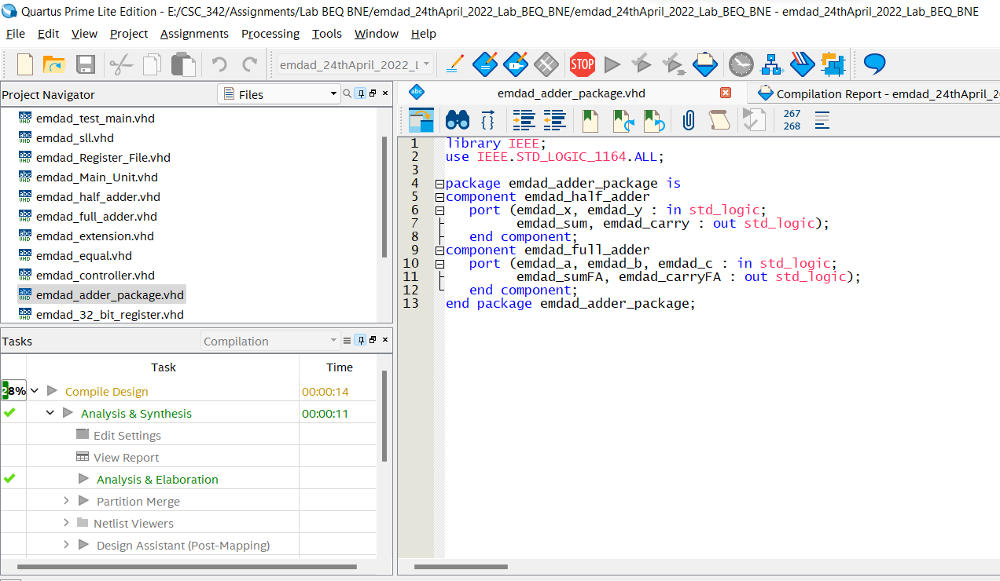 Quartus Prime Lite Edition - E:/CSC_342/Assignments/Lab BEQ BNE/emdad_24thApril_2022_Lab_BEQ_BNE/emdad_24thApril_2022_Lab_BEQ_BNE - emdad_24thApril_2022_Lab_BEQ_BNE
File Edit View Project Assignments Processing Tools Window Help
emdad_24thApril_2022_L
STOP
Project Navigator Files
emdad_test_main.vhd
emdad_sll.vhd
emdad_Register_File.vhd
emdad_Main_Unit.vhd
emdad_half_adder.vhd
emdad_full_adder.vhd
emdad_extension.vhd
emdad_equal.vhd
emdad_controller.vhd
emdad_adder_package.vhd
emdad_32_bit_register.vhd
Tasks Compilation
Task Time
28% Compile Design 00:00:14
Analysis & Synthesis 00:00:11
Edit Settings
View Report
Analysis & Elaboration
Partition Merge
Netlist Viewers
Design Assistant (Post-Mapping)
abc emdad_adder_package.vhd Compilation Report - emdad_24thApril_2
267
268
1 library IEEE;
2 use IEEE.STD_LOGIC_1164.ALL;
3
4 package emdad_adder_package is
5 component emdad_half_adder
6 port (emdad_x, emdad_y : in std_logic;
7 emdad_sum, emdad_carry : out std_logic);
8 end component;
9 component emdad_full_adder
10 port (emdad_a, emdad_b, emdad_c : in std_logic;
11 emdad_sumFA, emdad_carryFA : out std_logic);
12 end component;
13 end package emdad_adder_package;